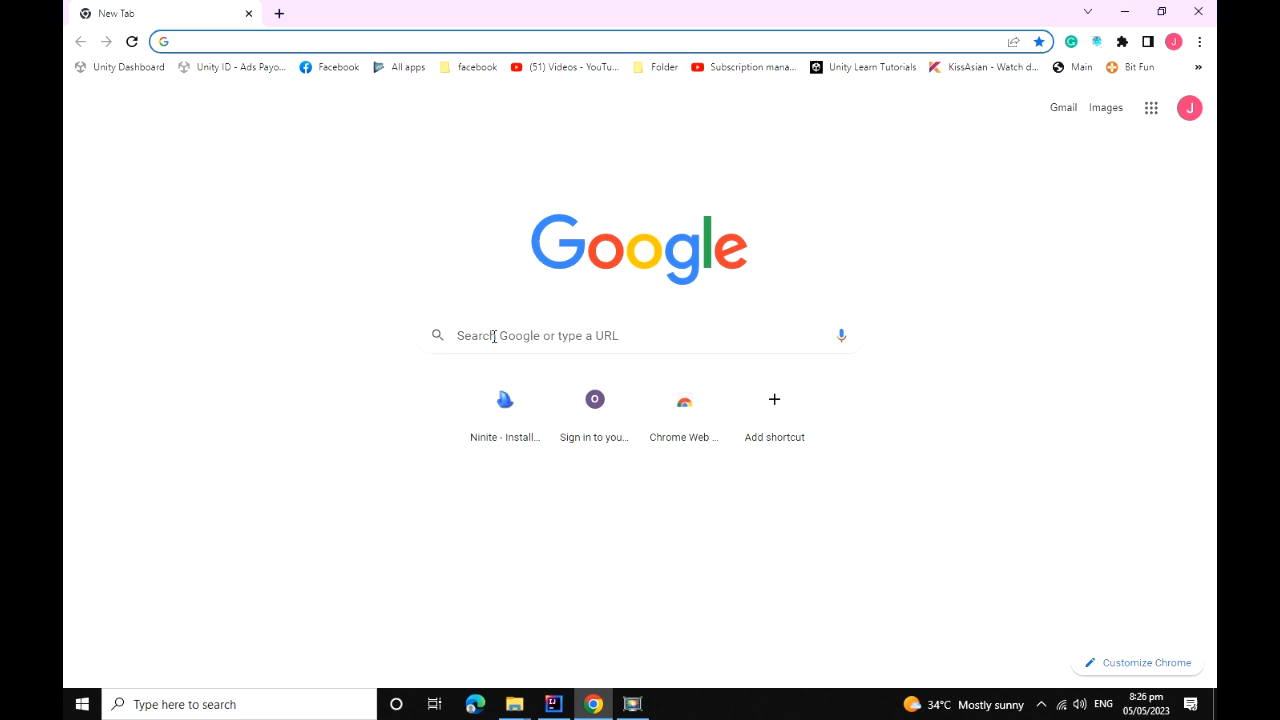 New Tab
Unity Dashboard
Unity ID - Ads Payo...
Facebook
All apps
facebook
(51) Videos - YouTu...
Folder
Subscription mana...
Unity Learn Tutorials
KissAsian - Watch d...
Main
Bit Fun
»
Gmail
Images
J
J
Google
Search Google or type a URL
O
Ninite - Install...
Sign in to you...
Chrome Web ...
Add shortcut
Customize Chrome
Type here to search
34°C Mostly sunny
ENG
8:26 pm
05/05/2023